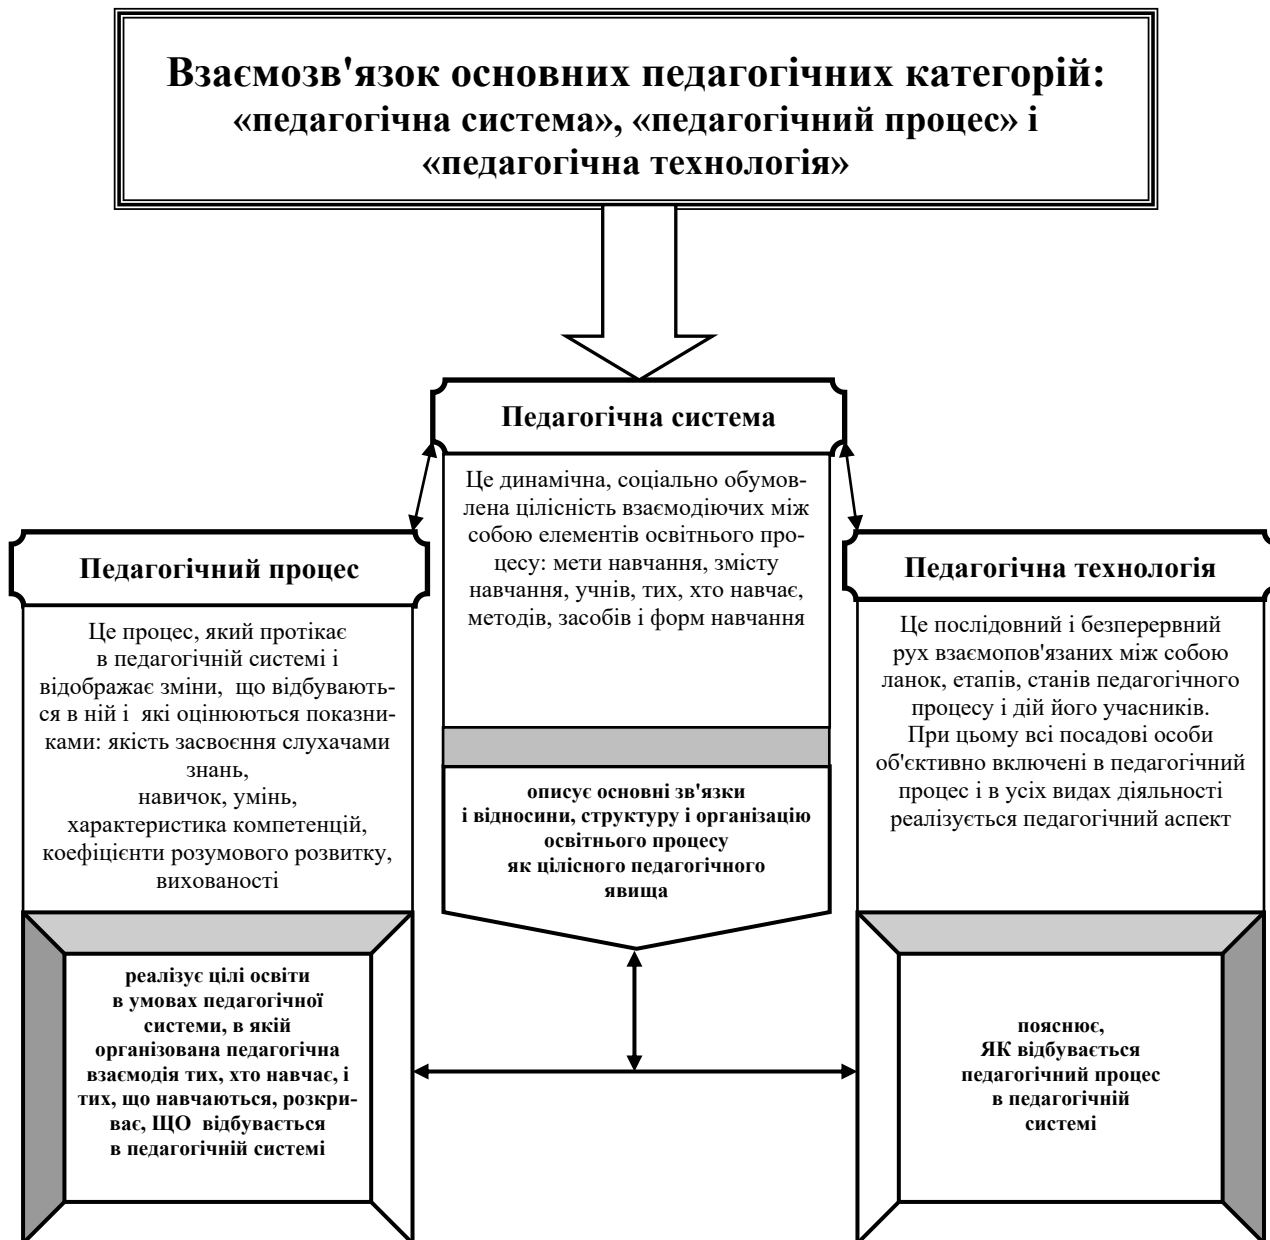 Взаємозв'язок основних педагогічних категорій:
«педагогічна система», «педагогічний процес» і
«педагогічна технологія»
Педагогічна система
Це динамічна, соціально обумов-
лена цілісність взаємодіючих між
собою елементів освітнього про-
цесу: мети навчання, змісту
навчання, учнів, тих, хто навчає,
методів, засобів і форм навчання
описує основні зв'язки
і відносини, структуру і організацію
освітнього процесу
як цілісного педагогічного
явища
Педагогічний процес
Це процес, який протікає
в педагогічній системі і
відображає зміни, що відбувають-
ся в ній і які оцінюються показни-
ками: якість засвоєння слухачами
знань,
навичок, умінь,
характеристика компетенцій,
коефіцієнти розумового розвитку,
вихованості
реалізує цілі освіти
в умовах педагогічної
системи, в якій
організована педагогічна
взаємодія тих, хто навчає, і
тих, що навчаються, розкри-
ває, ЩО відбувається
в педагогічній системі
Педагогічна технологія
Це послідовний і безперервний
рух взаємопов'язаних між собою
ланок, етапів, станів педагогічного
процесу і дій його учасників.
При цьому всі посадові особи
об'єктивно включені в педагогічний
процес і в усіх видах діяльності
реалізується педагогічний аспект
пояснює,
ЯК відбувається
педагогічний процес
в педагогічній
системі